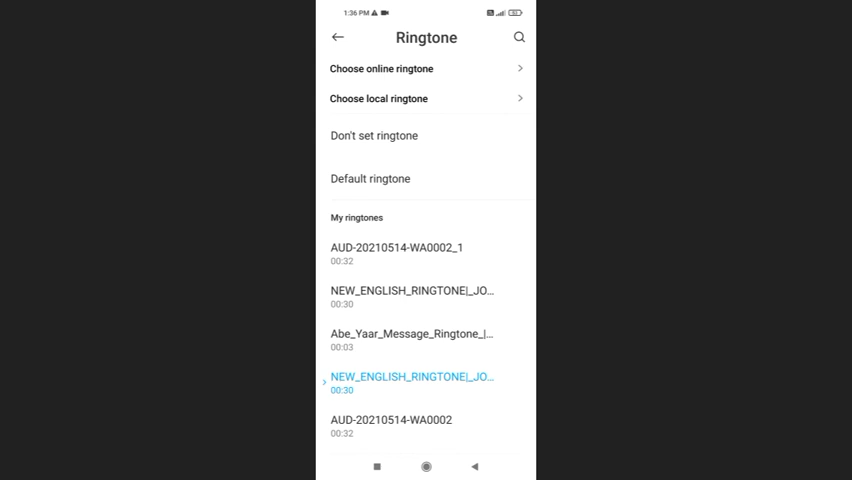 1:36 PM
Ringtone
Choose online ringtone
Choose local ringtone
Don't set ringtone
Default ringtone
My ringtones
AUD-20210514-WA0002_1
00:32
NEW_ENGLISH_RINGTONE|_JO...
00:30
Abe_Yaar_Message_Ringtone_|...
00:03
NEW_ENGLISH_RINGTONE|_JO...
00:30
AUD-20210514-WA0002
00:32